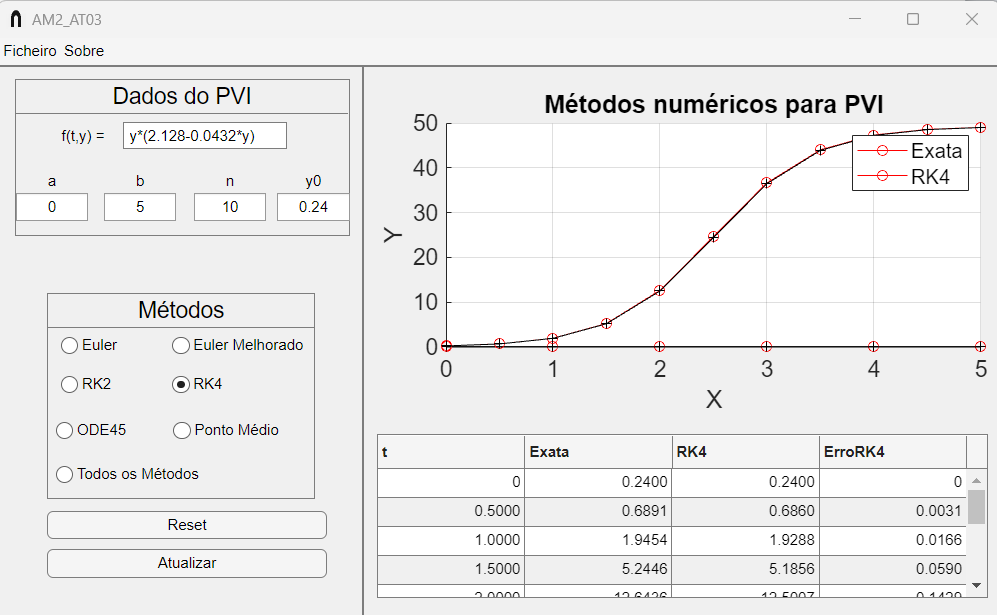 AM2_AT03
Ficheiro Sobre
Dados do PVI
f(t,y) = y*(2.128-0.0432*y)
a b n y0
0 5 10 0.24
Métodos
Euler Euler Melhorado
RK2 RK4
ODE45 Ponto Médio
Todos os Métodos
Reset
Atualizar
Métodos numéricos para PVI
50
40
30
20
10
0
Y
0 1 2 3 4 5
X
Exata
RK4
t Exata RK4 ErroRK4
0 0.2400 0.2400 0
0.5000 0.6891 0.6860 0.0031
1.0000 1.9454 1.9288 0.0166
1.5000 5.2446 5.1856 0.0590
2.0000